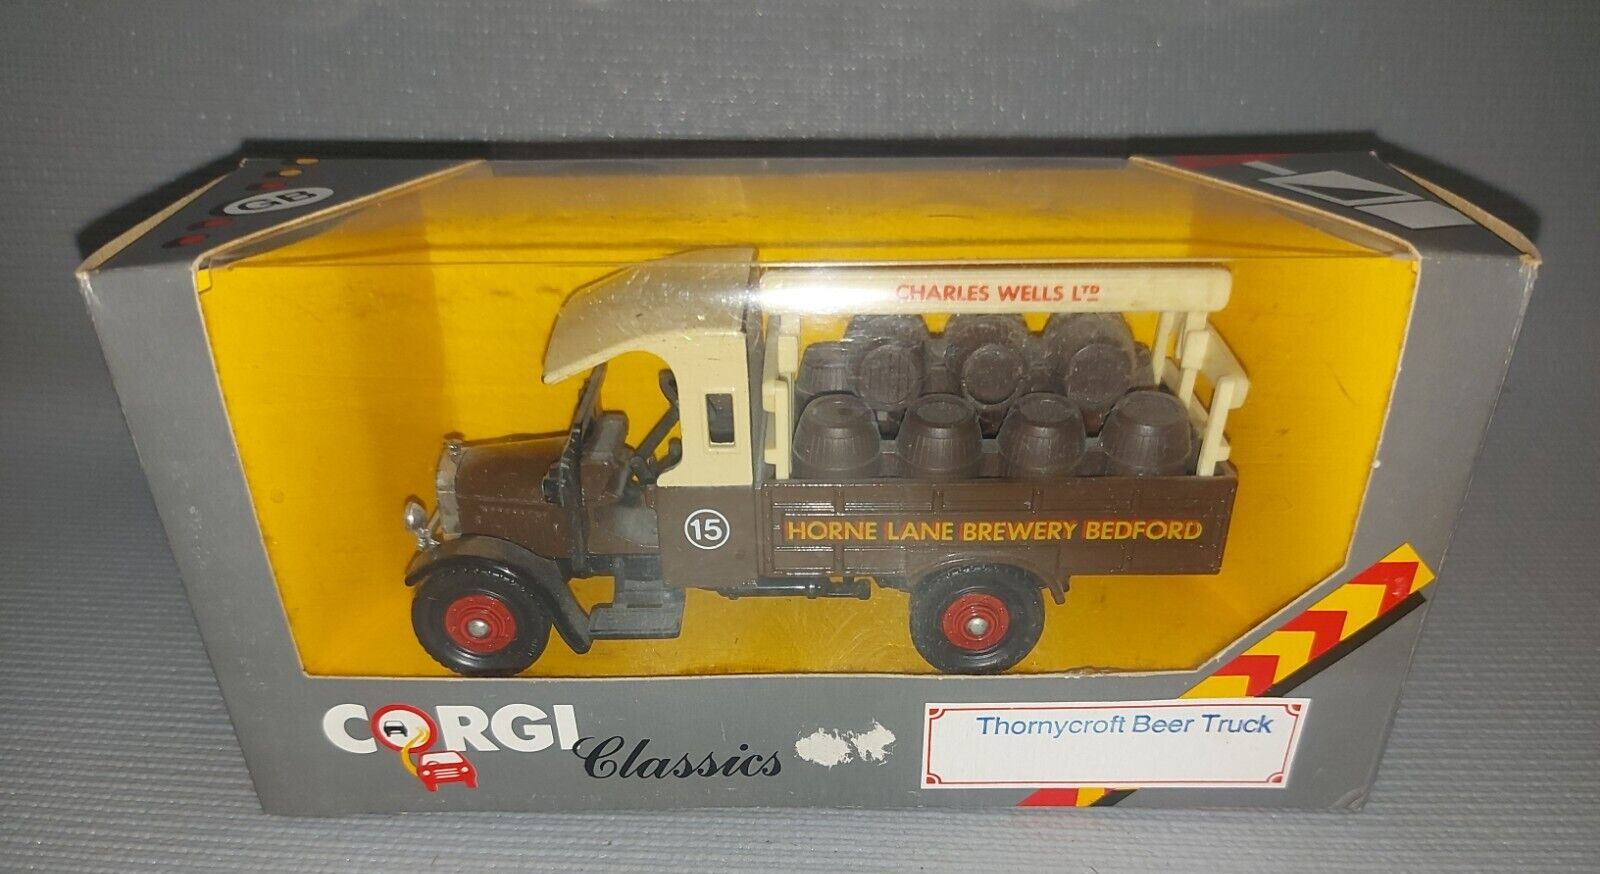 GB
CHARLES WELLS LTD
15
HORNE LANE BREWERY BEDFORD
CORGI
Classics
Thornycroft Beer Truck